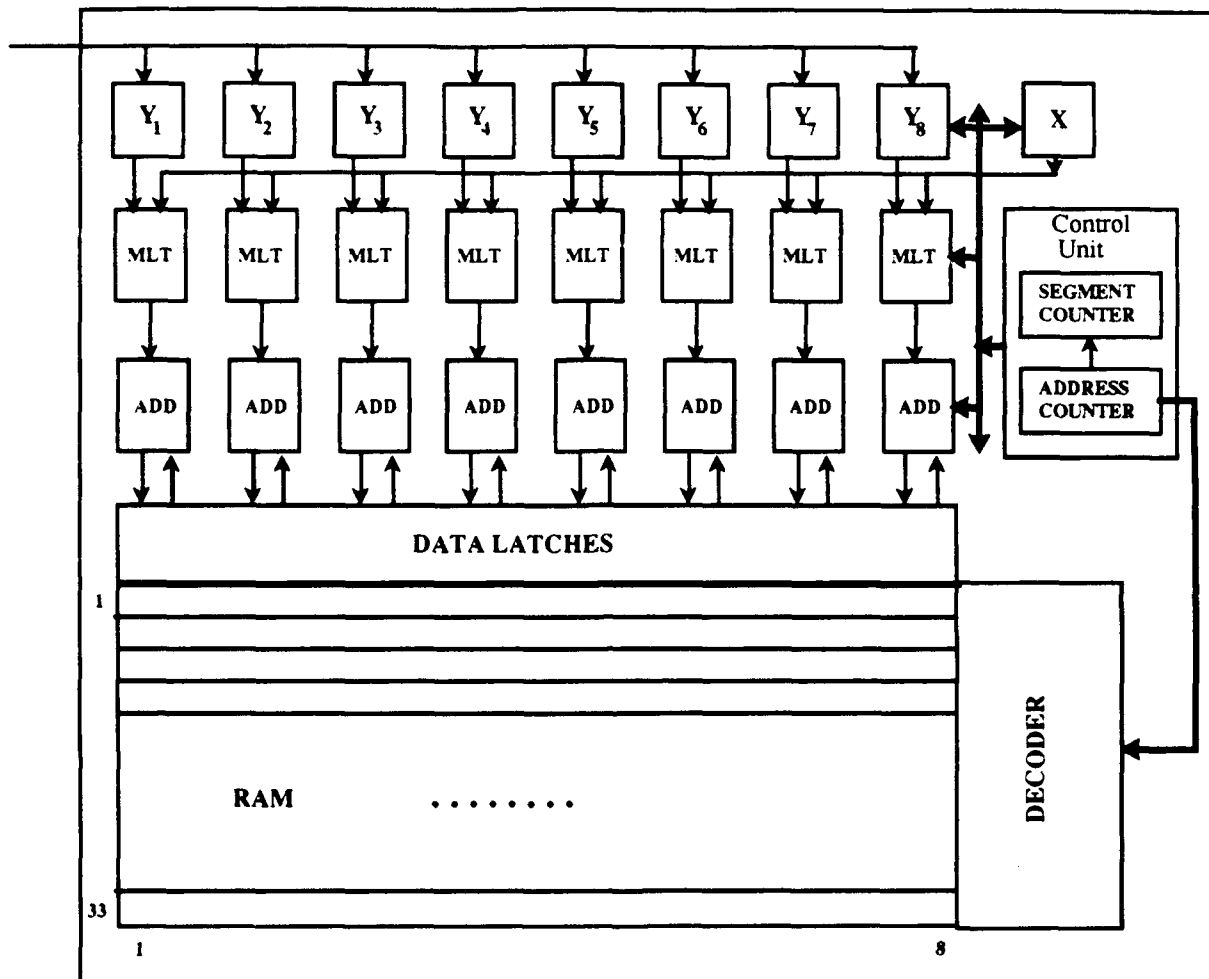 Y1 Y2 Y3 Y4 Y5 Y6 Y7 Y8 X
MLT MLT MLT MLT MLT MLT MLT MLT
Control
Unit
SEGMENT
COUNTER
ADD ADD ADD ADD ADD ADD ADD ADD
ADDRESS
COUNTER
DATA LATCHES
1
RAM ........
DECODER
33
1 8